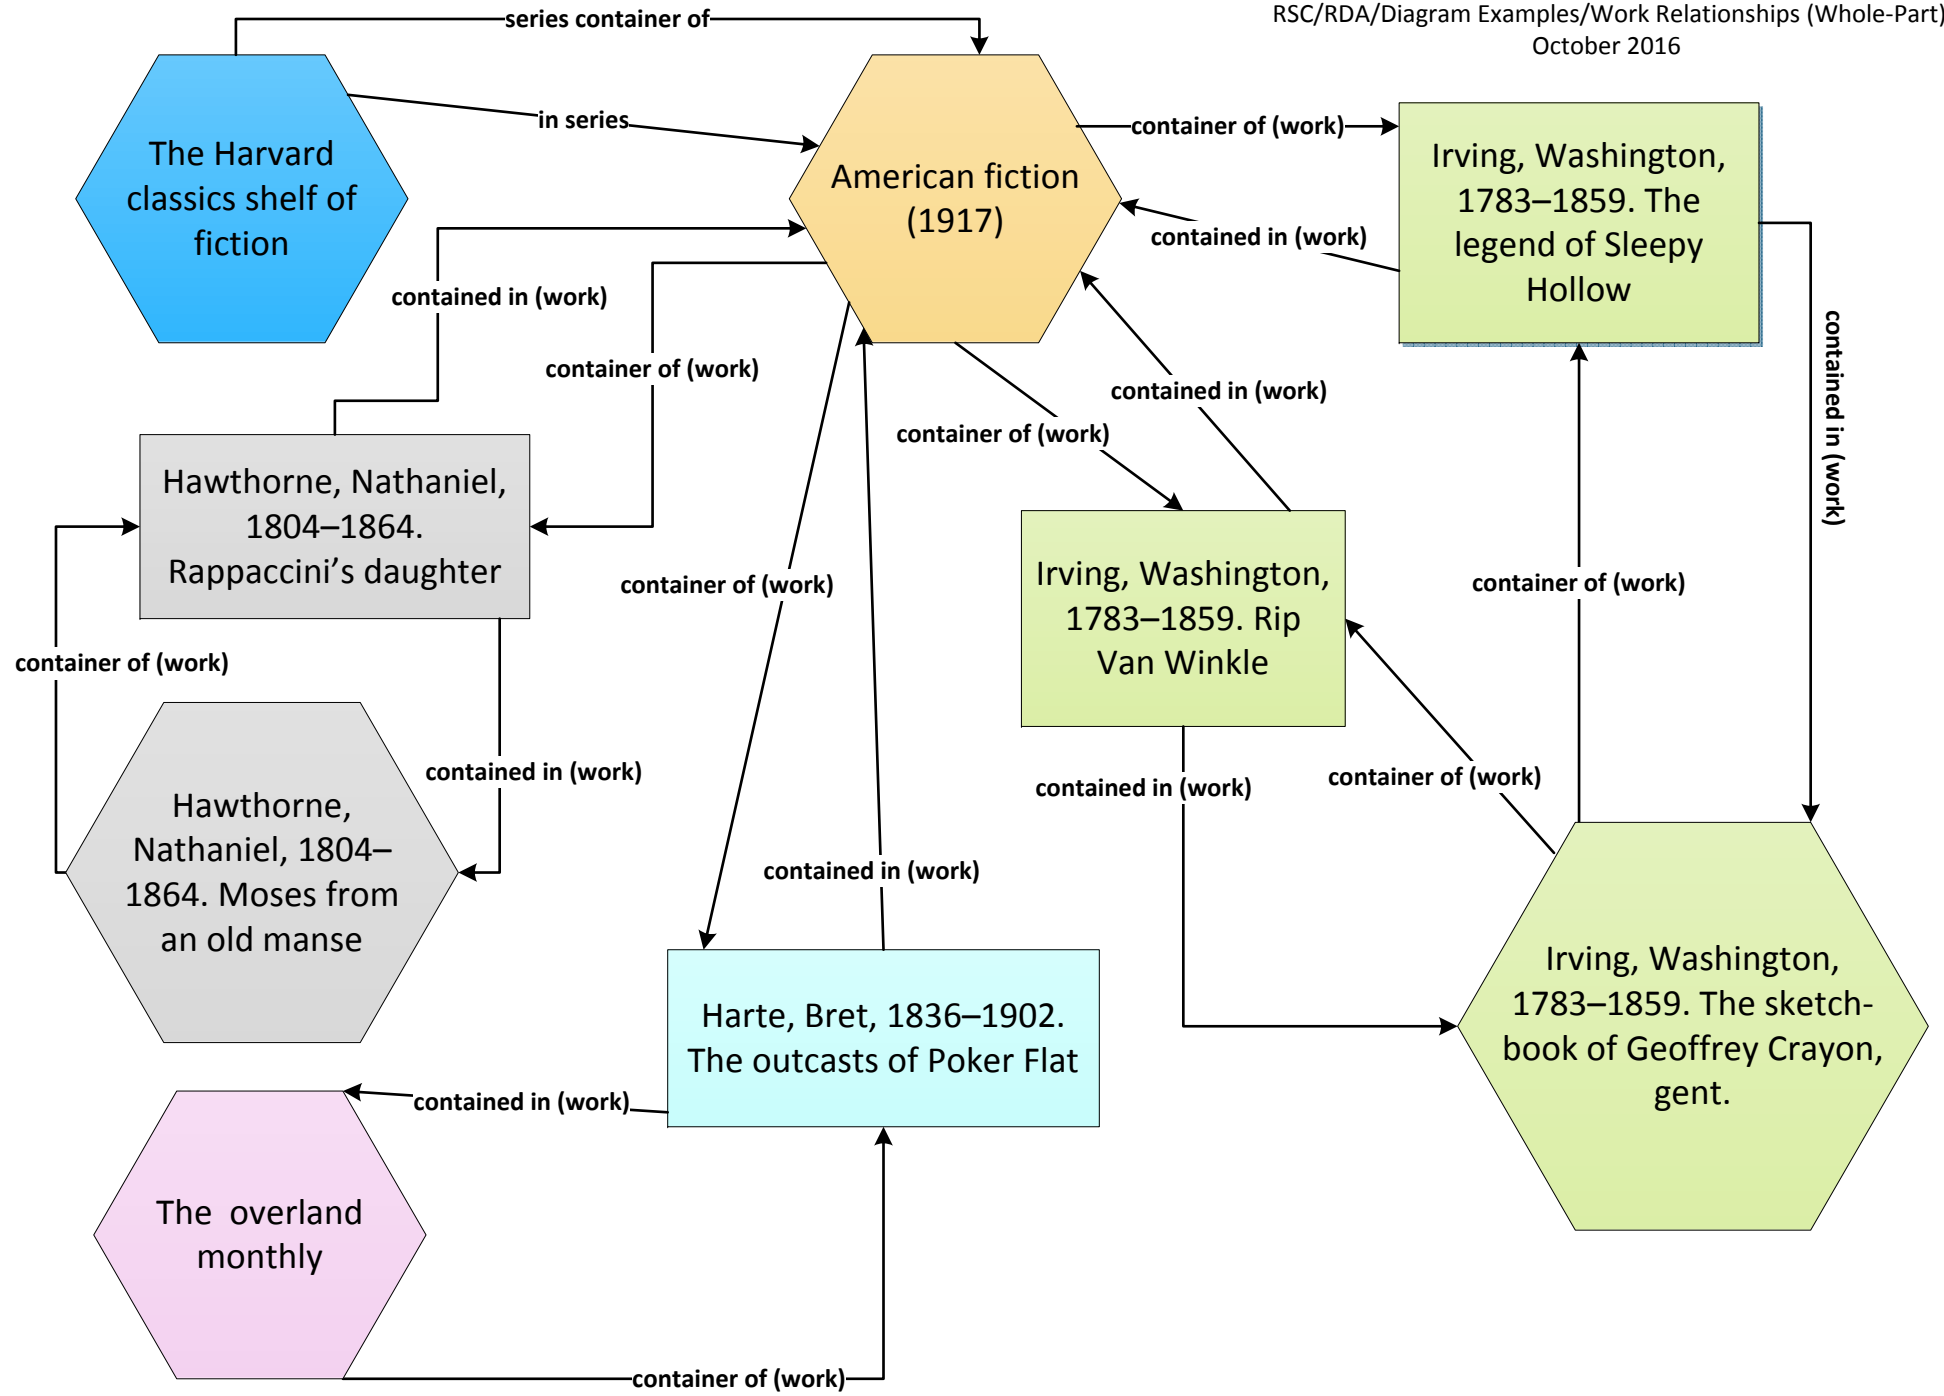 RSC/RDA/Diagram Examples/Work Relationships (Whole-Part)
October 2016
series container of
The Harvard
classics shelf of
fiction
in series
American fiction
(1917)
container of (work)
Irving, Washington,
1783–1859. The
legend of Sleepy
Hollow
contained in (work)
contained in (work)
container of (work)
contained in (work)
container of (work)
contained in (work)
Hawthorne, Nathaniel,
1804–1864.
Rappaccini’s daughter
container of (work)
container of (work)
Irving, Washington,
1783–1859. Rip
Van Winkle
container of (work)
contained in (work)
contained in (work)
container of (work)
Hawthorne,
Nathaniel, 1804–
1864. Moses from
an old manse
contained in (work)
Harte, Bret, 1836–1902.
The outcasts of Poker Flat
Irving, Washington,
1783–1859. The sketch-
book of Geoffrey Crayon,
gent.
contained in (work)
The  overland
monthly
container of (work)